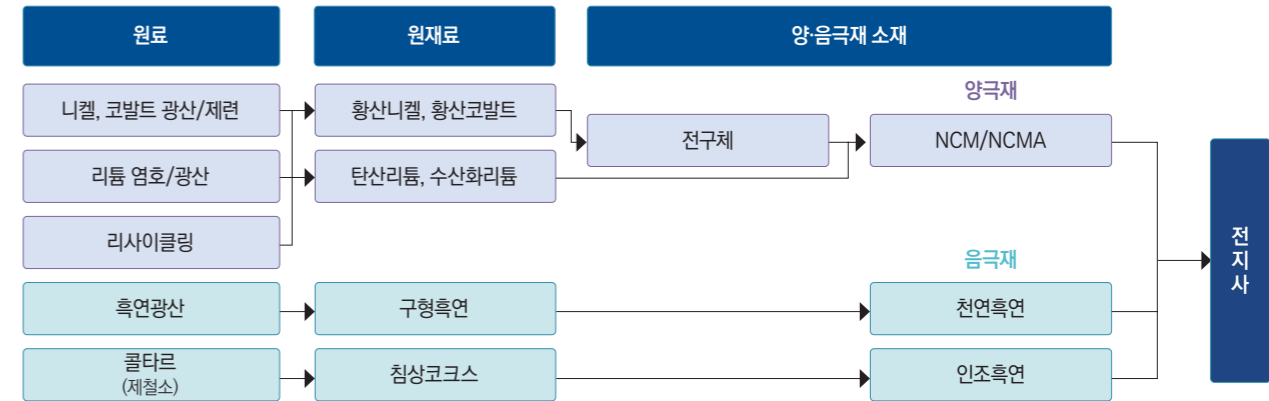 원료
원재료
양·음극재 소재
양극재
니켈, 코발트 광산/제련
황산니켈, 황산코발트
전구체
NCM/NCMA
리튬 염호/광산
탄산리튬, 수산화리튬
리사이클링
음극재
흑연광산
구형흑연
천연흑연
콜타르
(제철소)
침상코크스
인조흑연
전
지
사